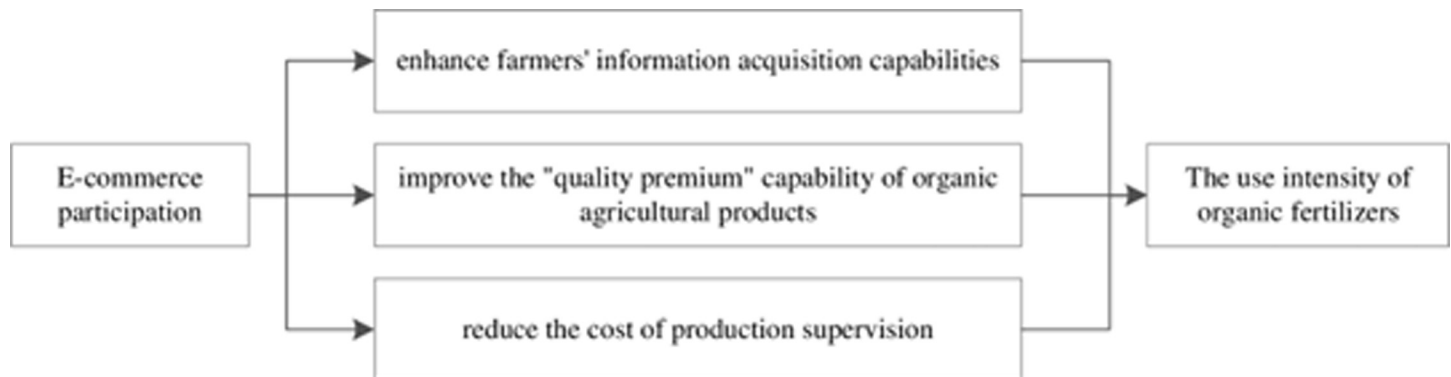 E-commerce
participation
enhance farmers' information acquisition capabilities
improve the "quality premium" capability of organic
agricultural products
reduce the cost of production supervision
The use intensity of
organic fertilizers